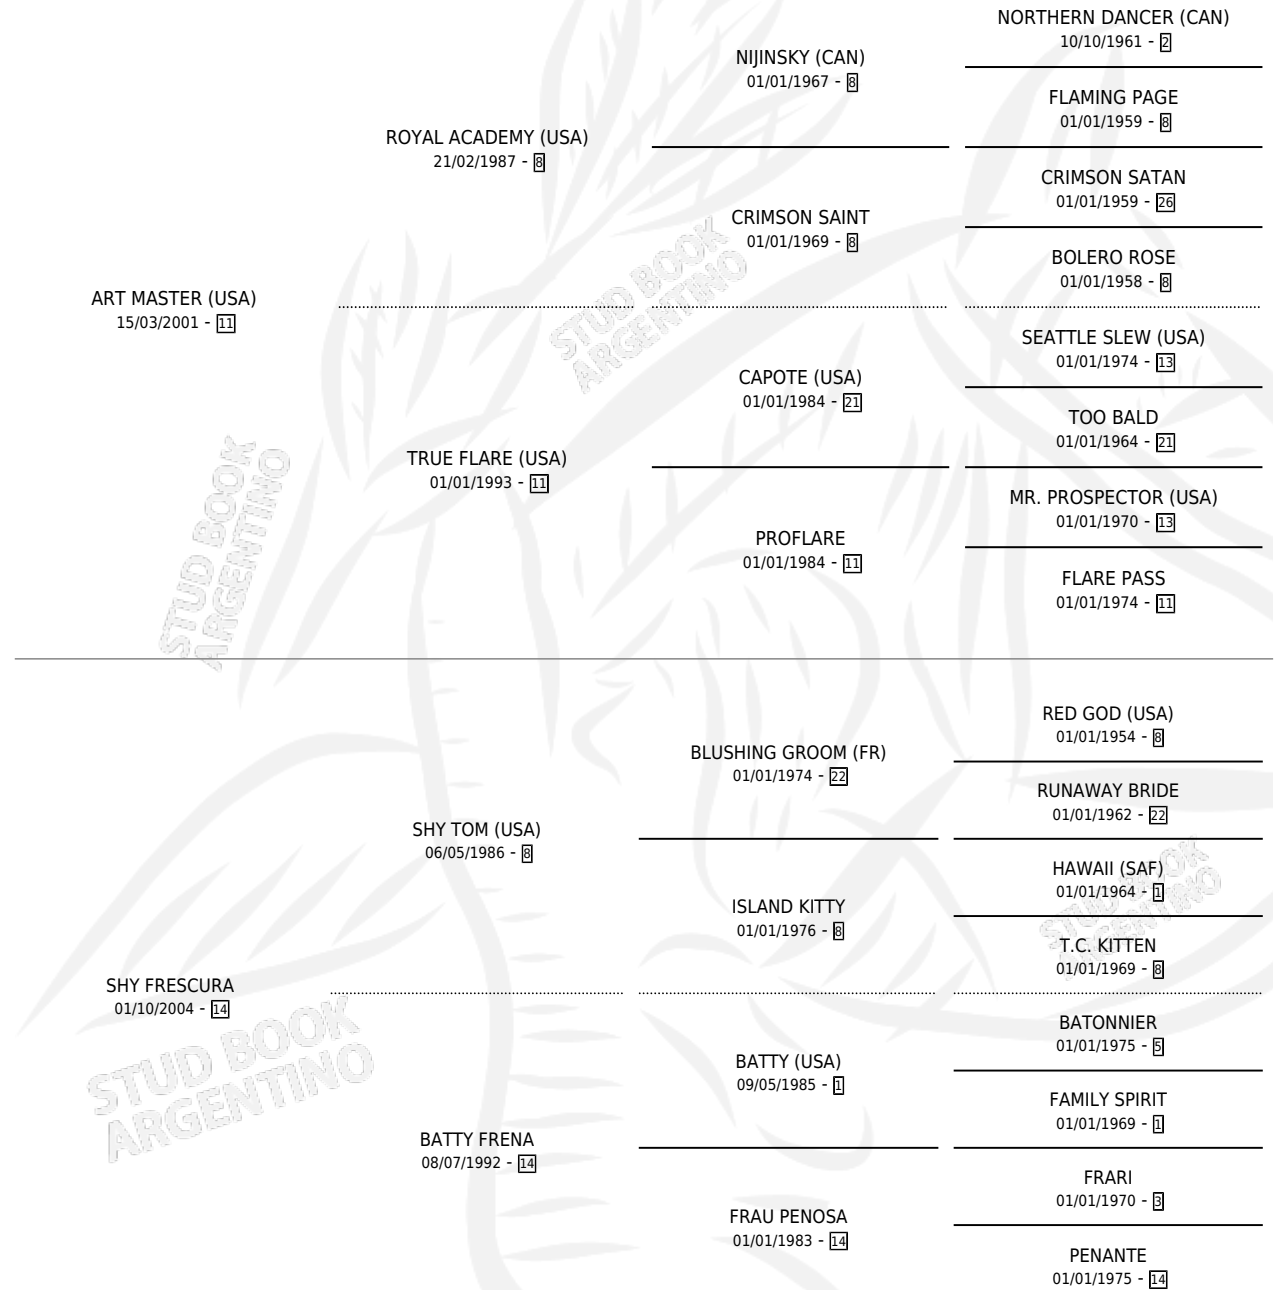 NORTHERN DANCER (CAN)
10/10/1961 - 2
NIJINSKY (CAN)
01/01/1967 - 8
FLAMING PAGE
01/01/1959 - 8
ROYAL ACADEMY (USA)
21/02/1987 - 8
CRIMSON SATAN
01/01/1959 - 26
CRIMSON SAINT
01/01/1969 - 8
BOLERO ROSE
01/01/1958 - 8
ART MASTER (USA)
15/03/2001 - 11
STUD BOOK
ARGENTINO
SEATTLE SLEW (USA)
01/01/1974 - 13
CAPOTE (USA)
01/01/1984 - 21
TOO BALD
01/01/1964 - 21
TRUE FLARE (USA)
01/01/1993 - 11
MR. PROSPECTOR (USA)
01/01/1970 - 13
PROFLARE
01/01/1984 - 11
FLARE PASS
01/01/1974 - 11
STUD BOOK
ARGENTINO
RED GOD (USA)
01/01/1954 - 8
BLUSHING GROOM (FR)
01/01/1974 - 22
RUNAWAY BRIDE
01/01/1962 - 22
SHY TOM (USA)
06/05/1986 - 8
HAWAII (SAF)
01/01/1964 - 1
ISLAND KITTY
01/01/1976 - 8
T.C. KITTEN
01/01/1969 - 8
STUD BOOK
ARGENTINO
SHY FRESCURA
01/10/2004 - 14
STUD BOOK
ARGENTINO
BATONNIER
01/01/1975 - 5
BATTY (USA)
09/05/1985 - 1
FAMILY SPIRIT
01/01/1969 - 1
BATTY FRENA
08/07/1992 - 14
FRARI
01/01/1970 - 3
FRAU PENOSA
01/01/1983 - 14
PENANTE
01/01/1975 - 14